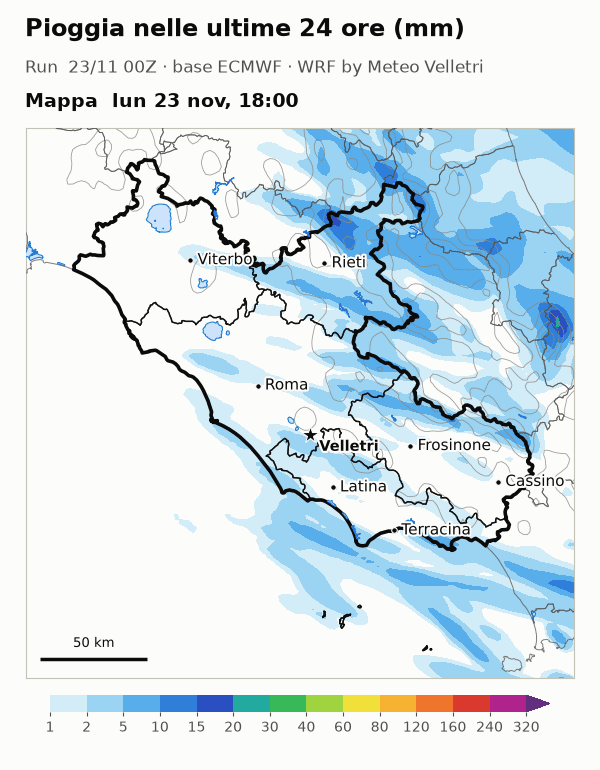 Pioggia nelle ultime 24 ore (mm)
Run  23/11 00Z · base ECMWF · WRF by Meteo Velletri
Mappa  lun 23 nov, 18:00
Viterbo
Rieti
Roma
Velletri
Frosinone
Latina
Cassino
Terracina
50 km
1 2 5 10 15 20 30 40 60 80 120 160 240 320